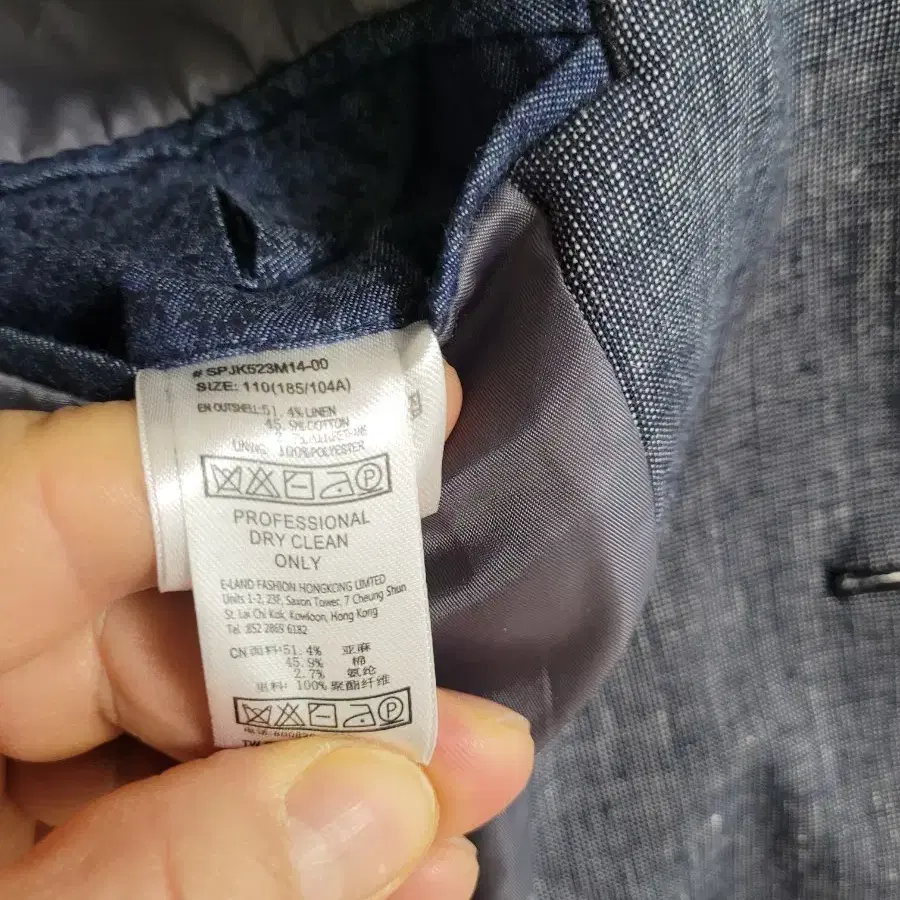 # SPJK523M14-00
SIZE: 110(185/104A)
EN OUTSHELL:51.4% LINEN
45.9%COTTON
LINING: 100%POLYESTER
PROFESSIONAL
DRY CLEAN
ONLY
E-LAND FASHION HONGKONG LIMITED
Units 1-2, 23F, Saxon Tower, 7 Cheung Shun
St, Lai Chi Kok, Kowloon, Hong Kong
Tel :852 2869 6182
CN 面料:51.4% 亚麻
45.9% 棉
2.7% 氨纶
里料: 100% 聚酯纤维